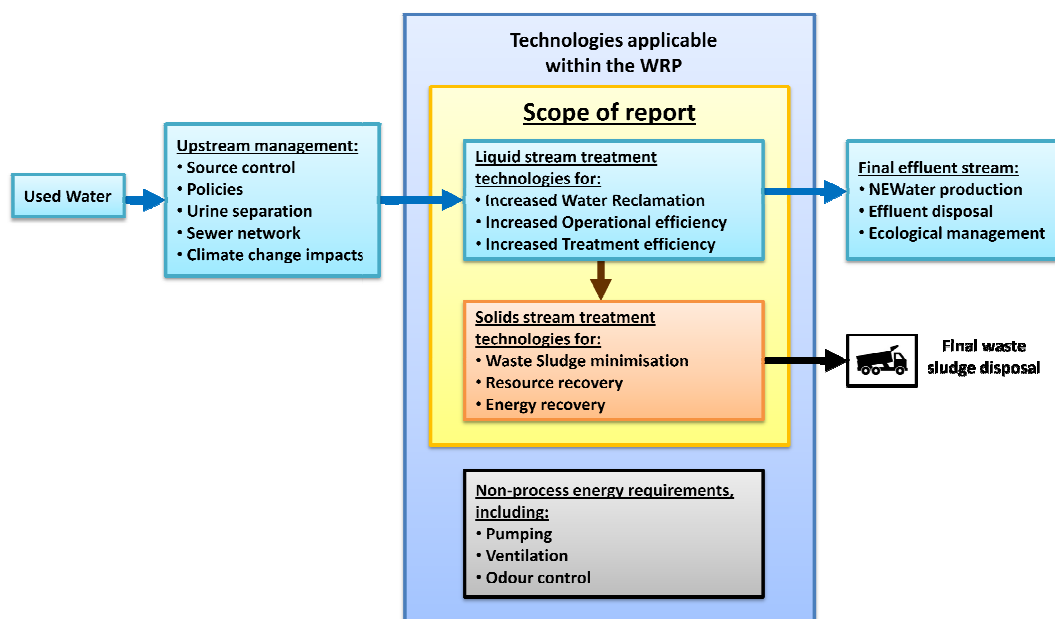 Technologies applicable
within the WRP
Scope of report
Used Water
Upstream management:
• Source control
• Policies
• Urine separation
• Sewer network
• Climate change impacts
Liquid stream treatment
technologies for:
• Increased Water Reclamation
• Increased Operational efficiency
• Increased Treatment efficiency
Final effluent stream:
• NEWater production
• Effluent disposal
• Ecological management
Solids stream treatment
technologies for:
• Waste Sludge minimisation
• Resource recovery
• Energy recovery
Final waste
sludge disposal
Non-process energy requirements,
including:
• Pumping
• Ventilation
• Odour control